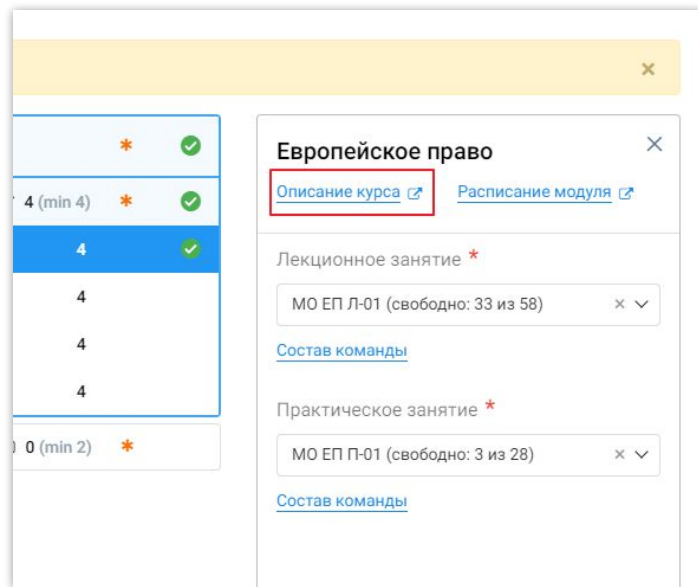 Европейское право
Описание курса Расписание модуля
4 (min 4) *
4
4
4
4
0 (min 2) *
Лекционное занятие *
МО ЕП Л-01 (свободно: 33 из 58)
Состав команды
Практическое занятие *
МО ЕП П-01 (свободно: 3 из 28)
Состав команды